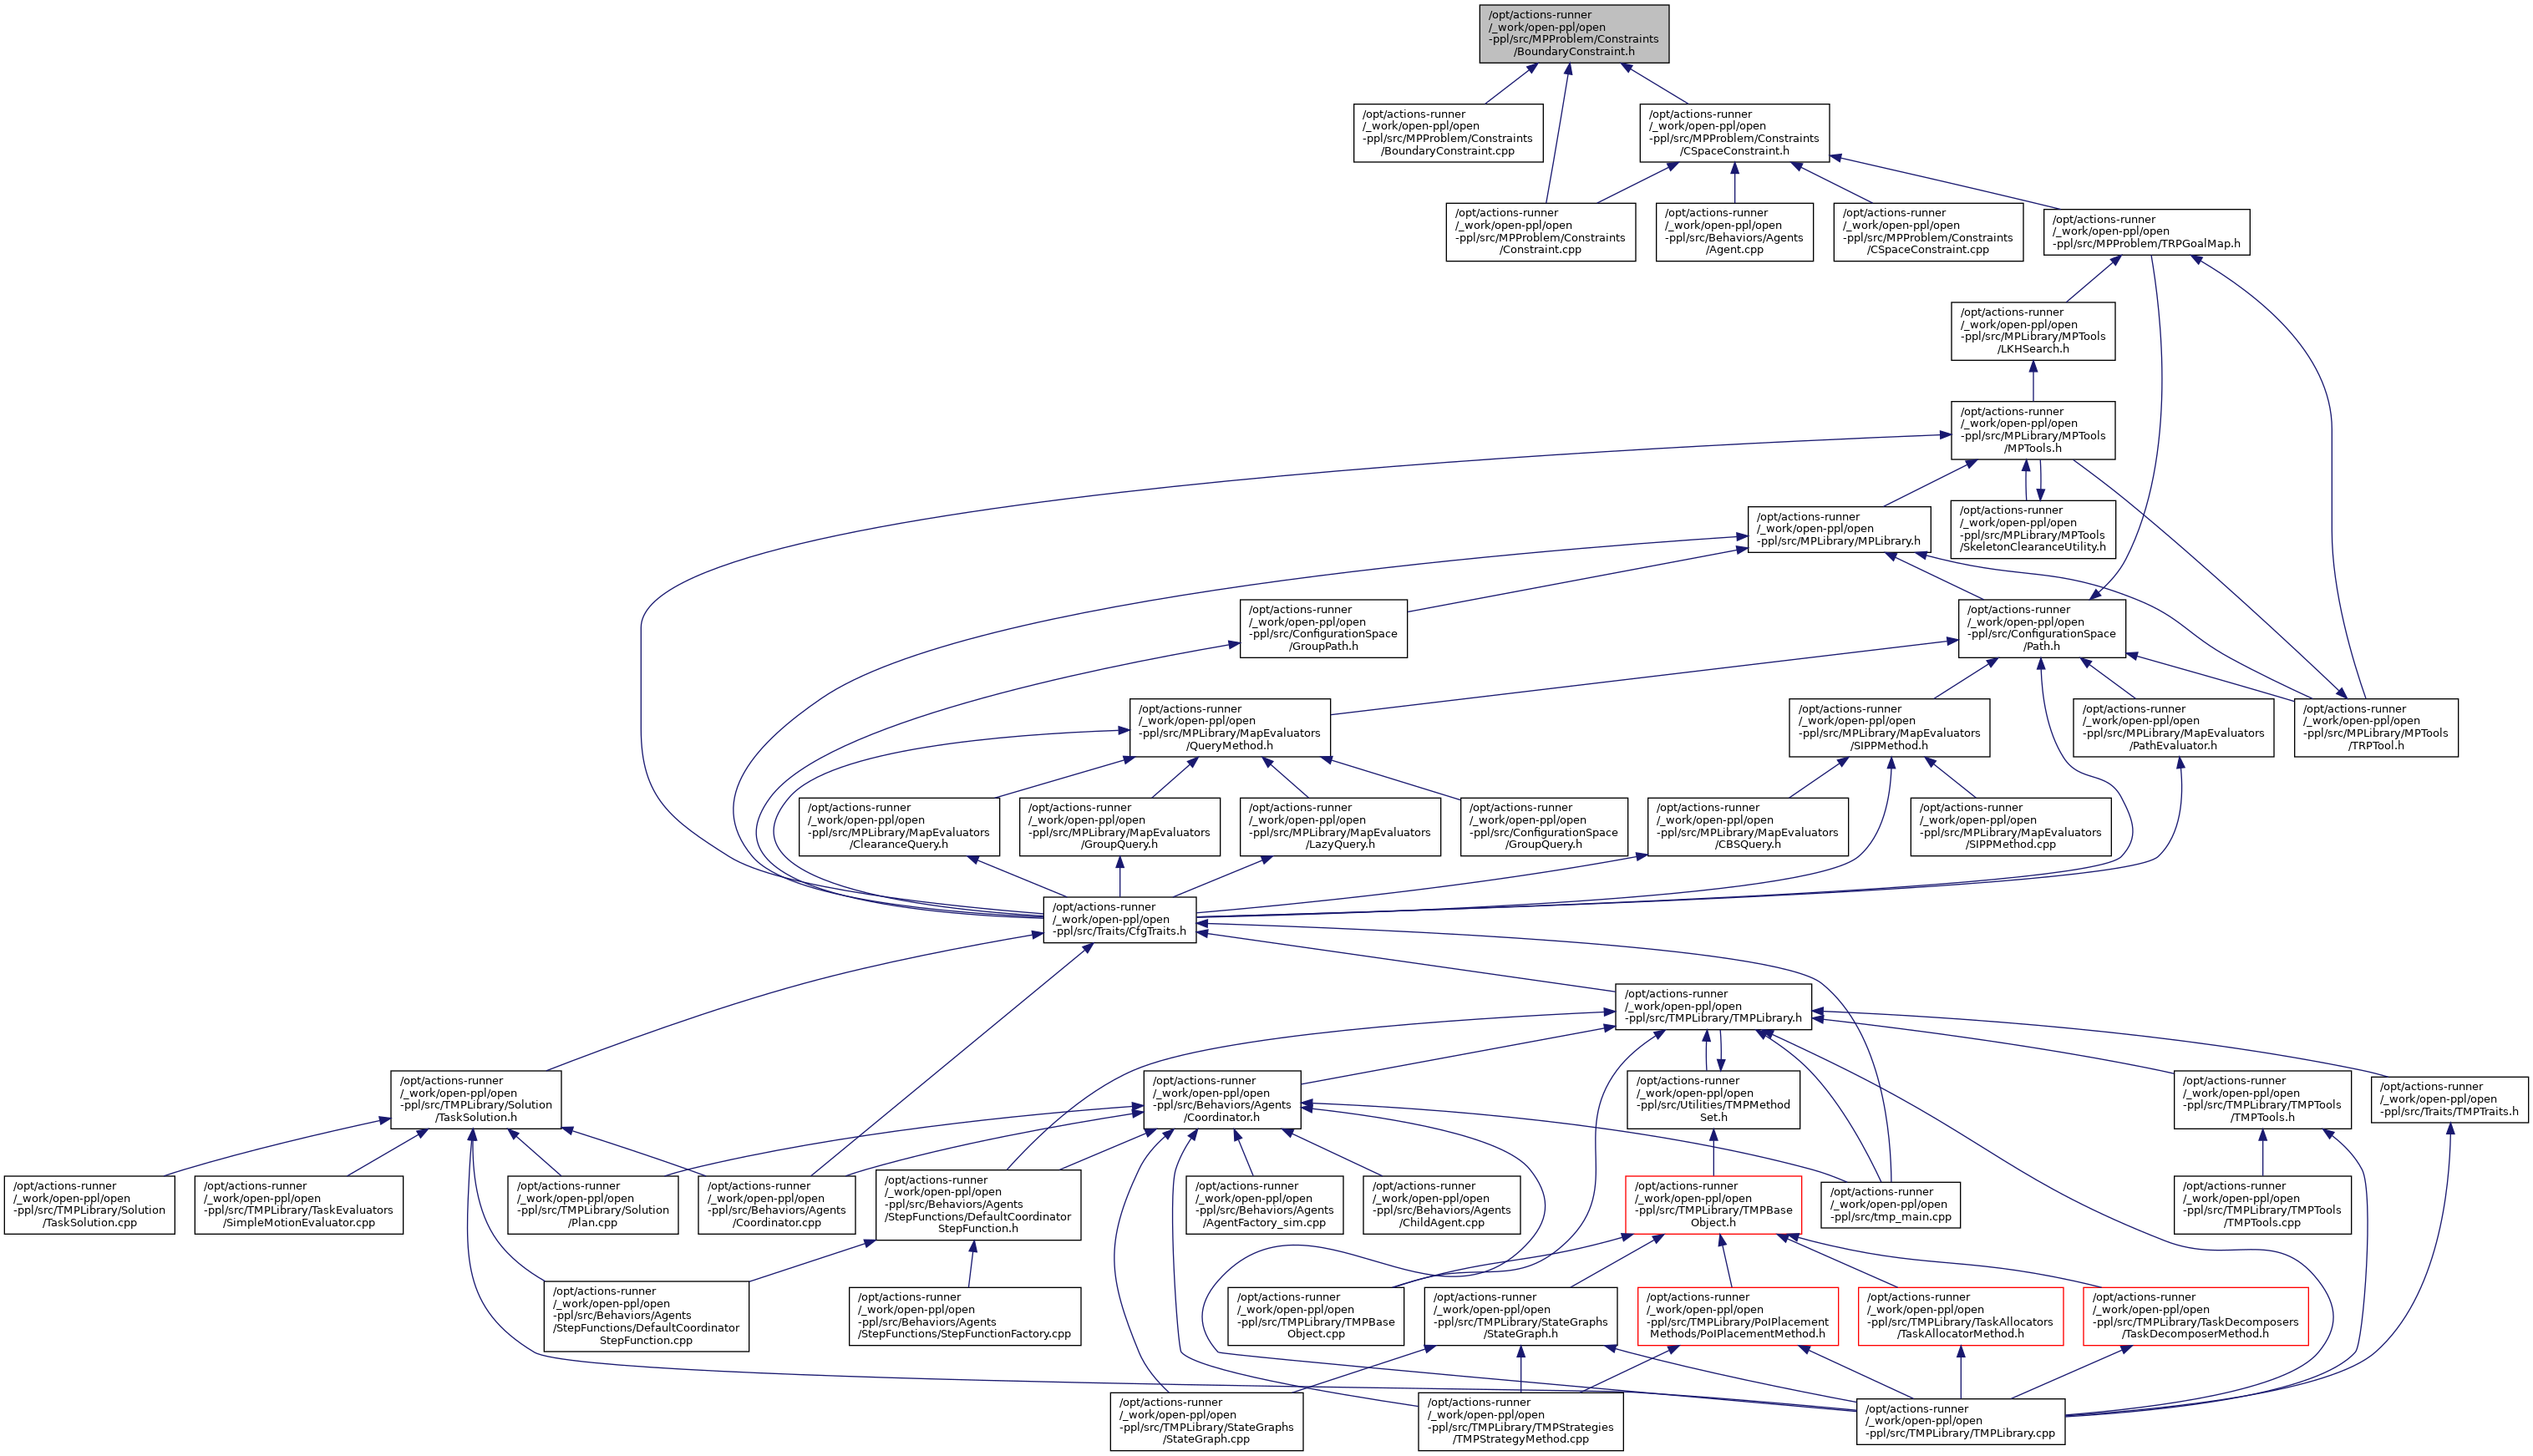 /opt/actions-runner
/_work/open-ppl/open
-ppl/src/MPProblem/Constraints
/BoundaryConstraint.h
/opt/actions-runner
/_work/open-ppl/open
-ppl/src/MPProblem/Constraints
/BoundaryConstraint.cpp
/opt/actions-runner
/_work/open-ppl/open
-ppl/src/MPProblem/Constraints
/CSpaceConstraint.h
/opt/actions-runner
/_work/open-ppl/open
-ppl/src/MPProblem/Constraints
/Constraint.cpp
/opt/actions-runner
/_work/open-ppl/open
-ppl/src/Behaviors/Agents
/Agent.cpp
/opt/actions-runner
/_work/open-ppl/open
-ppl/src/MPProblem/Constraints
/CSpaceConstraint.cpp
/opt/actions-runner
/_work/open-ppl/open
-ppl/src/MPProblem/TRPGoalMap.h
/opt/actions-runner
/_work/open-ppl/open
-ppl/src/MPLibrary/MPTools
/LKHSearch.h
/opt/actions-runner
/_work/open-ppl/open
-ppl/src/MPLibrary/MPTools
/MPTools.h
/opt/actions-runner
/_work/open-ppl/open
-ppl/src/MPLibrary/MPLibrary.h
/opt/actions-runner
/_work/open-ppl/open
-ppl/src/MPLibrary/MPTools
/SkeletonClearanceUtility.h
/opt/actions-runner
/_work/open-ppl/open
-ppl/src/ConfigurationSpace
/GroupPath.h
/opt/actions-runner
/_work/open-ppl/open
-ppl/src/ConfigurationSpace
/Path.h
/opt/actions-runner
/_work/open-ppl/open
-ppl/src/MPLibrary/MapEvaluators
/QueryMethod.h
/opt/actions-runner
/_work/open-ppl/open
-ppl/src/MPLibrary/MapEvaluators
/SIPPMethod.h
/opt/actions-runner
/_work/open-ppl/open
-ppl/src/MPLibrary/MapEvaluators
/PathEvaluator.h
/opt/actions-runner
/_work/open-ppl/open
-ppl/src/MPLibrary/MPTools
/TRPTool.h
/opt/actions-runner
/_work/open-ppl/open
-ppl/src/MPLibrary/MapEvaluators
/ClearanceQuery.h
/opt/actions-runner
/_work/open-ppl/open
-ppl/src/MPLibrary/MapEvaluators
/GroupQuery.h
/opt/actions-runner
/_work/open-ppl/open
-ppl/src/MPLibrary/MapEvaluators
/LazyQuery.h
/opt/actions-runner
/_work/open-ppl/open
-ppl/src/ConfigurationSpace
/GroupQuery.h
/opt/actions-runner
/_work/open-ppl/open
-ppl/src/MPLibrary/MapEvaluators
/CBSQuery.h
/opt/actions-runner
/_work/open-ppl/open
-ppl/src/MPLibrary/MapEvaluators
/SIPPMethod.cpp
/opt/actions-runner
/_work/open-ppl/open
-ppl/src/Traits/CfgTraits.h
/opt/actions-runner
/_work/open-ppl/open
-ppl/src/TMPLibrary/TMPLibrary.h
/opt/actions-runner
/_work/open-ppl/open
-ppl/src/TMPLibrary/Solution
/TaskSolution.h
/opt/actions-runner
/_work/open-ppl/open
-ppl/src/Behaviors/Agents
/Coordinator.h
/opt/actions-runner
/_work/open-ppl/open
-ppl/src/Utilities/TMPMethod
Set.h
/opt/actions-runner
/_work/open-ppl/open
-ppl/src/TMPLibrary/TMPTools
/TMPTools.h
/opt/actions-runner
/_work/open-ppl/open
-ppl/src/Traits/TMPTraits.h
/opt/actions-runner
/_work/open-ppl/open
-ppl/src/TMPLibrary/Solution
/TaskSolution.cpp
/opt/actions-runner
/_work/open-ppl/open
-ppl/src/TMPLibrary/TaskEvaluators
/SimpleMotionEvaluator.cpp
/opt/actions-runner
/_work/open-ppl/open
-ppl/src/TMPLibrary/Solution
/Plan.cpp
/opt/actions-runner
/_work/open-ppl/open
-ppl/src/Behaviors/Agents
/Coordinator.cpp
/opt/actions-runner
/_work/open-ppl/open
-ppl/src/Behaviors/Agents
/StepFunctions/DefaultCoordinator
StepFunction.h
/opt/actions-runner
/_work/open-ppl/open
-ppl/src/Behaviors/Agents
/AgentFactory_sim.cpp
/opt/actions-runner
/_work/open-ppl/open
-ppl/src/Behaviors/Agents
/ChildAgent.cpp
/opt/actions-runner
/_work/open-ppl/open
-ppl/src/TMPLibrary/TMPBase
Object.h
/opt/actions-runner
/_work/open-ppl/open
-ppl/src/tmp_main.cpp
/opt/actions-runner
/_work/open-ppl/open
-ppl/src/TMPLibrary/TMPTools
/TMPTools.cpp
/opt/actions-runner
/_work/open-ppl/open
-ppl/src/Behaviors/Agents
/StepFunctions/DefaultCoordinator
StepFunction.cpp
/opt/actions-runner
/_work/open-ppl/open
-ppl/src/Behaviors/Agents
/StepFunctions/StepFunctionFactory.cpp
/opt/actions-runner
/_work/open-ppl/open
-ppl/src/TMPLibrary/TMPBase
Object.cpp
/opt/actions-runner
/_work/open-ppl/open
-ppl/src/TMPLibrary/StateGraphs
/StateGraph.h
/opt/actions-runner
/_work/open-ppl/open
-ppl/src/TMPLibrary/PoIPlacement
Methods/PoIPlacementMethod.h
/opt/actions-runner
/_work/open-ppl/open
-ppl/src/TMPLibrary/TaskAllocators
/TaskAllocatorMethod.h
/opt/actions-runner
/_work/open-ppl/open
-ppl/src/TMPLibrary/TaskDecomposers
/TaskDecomposerMethod.h
/opt/actions-runner
/_work/open-ppl/open
-ppl/src/TMPLibrary/StateGraphs
/StateGraph.cpp
/opt/actions-runner
/_work/open-ppl/open
-ppl/src/TMPLibrary/TMPStrategies
/TMPStrategyMethod.cpp
/opt/actions-runner
/_work/open-ppl/open
-ppl/src/TMPLibrary/TMPLibrary.cpp